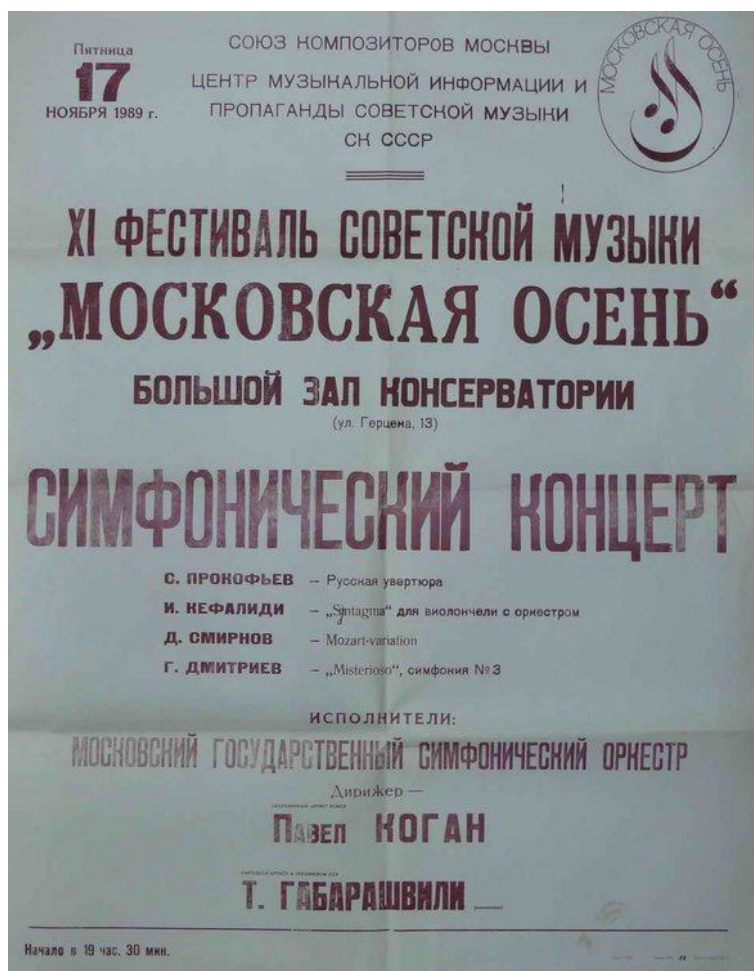 Пятница
17
НОЯБРЯ 1989 г.
СОЮЗ КОМПОЗИТОРОВ МОСКВЫ
ЦЕНТР МУЗЫКАЛЬНОЙ ИНФОРМАЦИИ И
ПРОПАГАНДЫ СОВЕТСКОЙ МУЗЫКИ
СК СССР
МОСКОВСКАЯ ОСЕНЬ
XI ФЕСТИВАЛЬ СОВЕТСКОЙ МУЗЫКИ
„МОСКОВСКАЯ ОСЕНЬ“
БОЛЬШОЙ ЗАЛ КОНСЕРВАТОРИИ
(ул. Герцена, 13)
СИМФОНИЧЕСКИЙ КОНЦЕРТ
С. ПРОКОФЬЕВ – Русская увертюра
И. КЕФАЛИДИ – „Syntagma“ для виолончели с оркестром
Д. СМИРНОВ – Mozart-variation
Г. ДМИТРИЕВ – „Misterioso“, симфония №3
ИСПОЛНИТЕЛИ:
МОСКОВСКИЙ ГОСУДАРСТВЕННЫЙ СИМФОНИЧЕСКИЙ ОРКЕСТР
Дирижер —
ПАВЕЛ КОГАН
Т. ГАБАРАШВИЛИ
Начало в 19 час. 30 мин.